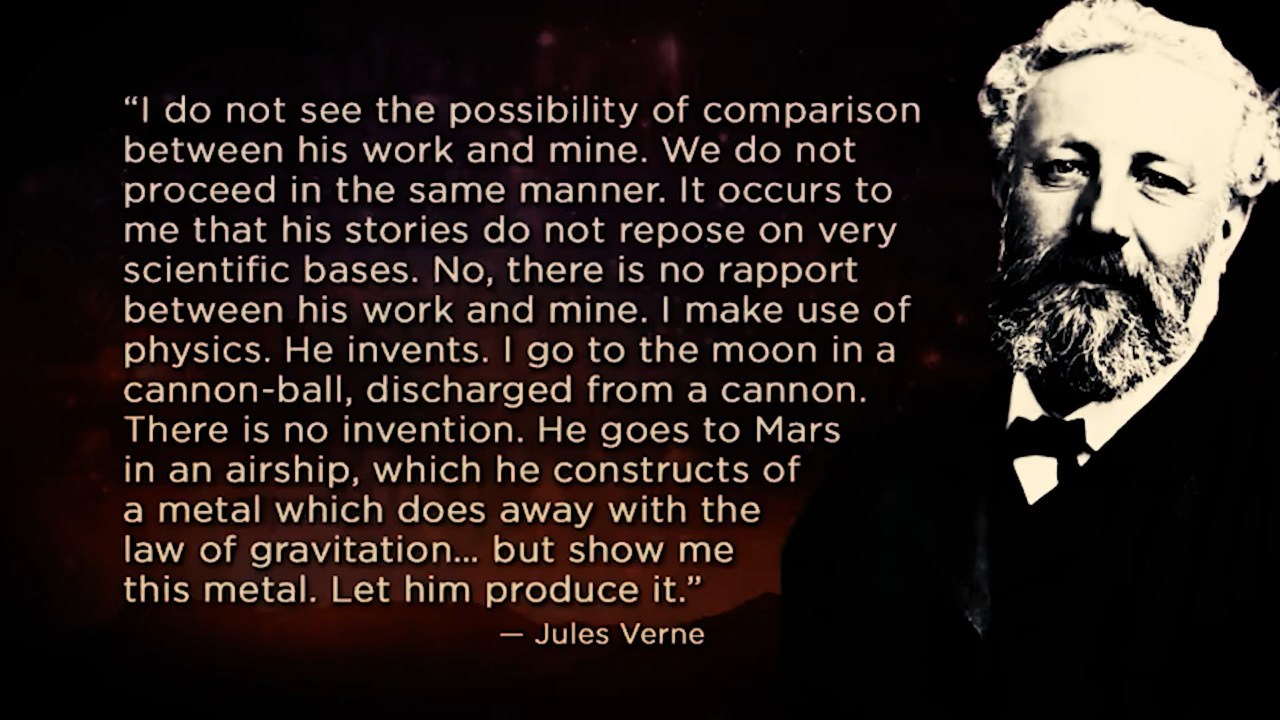 “I do not see the possibility of comparison
between his work and mine. We do not
proceed in the same manner. It occurs to
me that his stories do not repose on very
scientific bases. No, there is no rapport
between his work and mine. I make use of
physics. He invents. I go to the moon in a
cannon-ball, discharged from a cannon.
There is no invention. He goes to Mars
in an airship, which he constructs of
a metal which does away with the
law of gravitation... but show me
this metal. Let him produce it.”
— Jules Verne